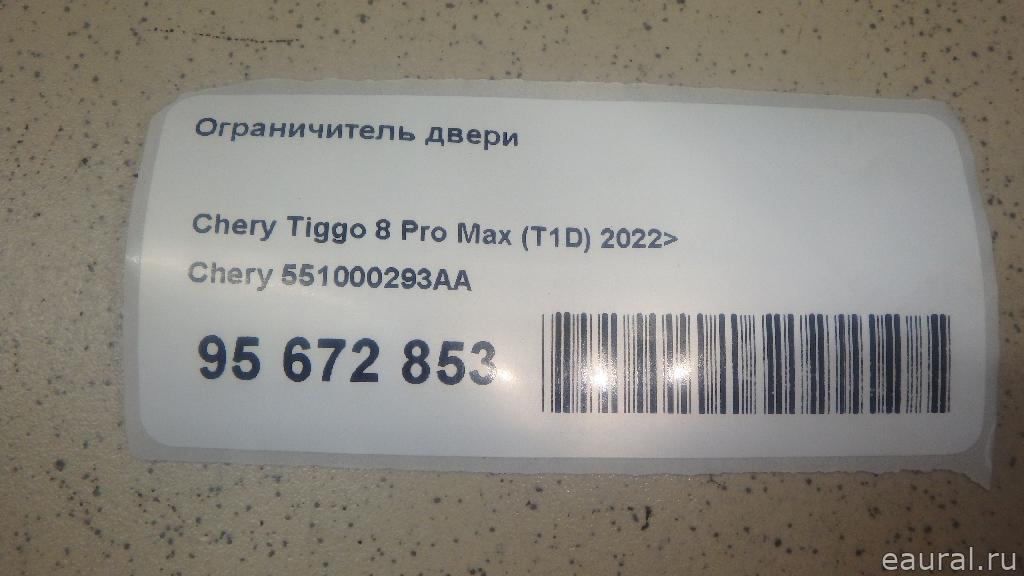 Ограничитель двери
Chery Tiggo 8 Pro Max (T1D) 2022>
Chery 551000293AA
95 672 853
eaural.ru